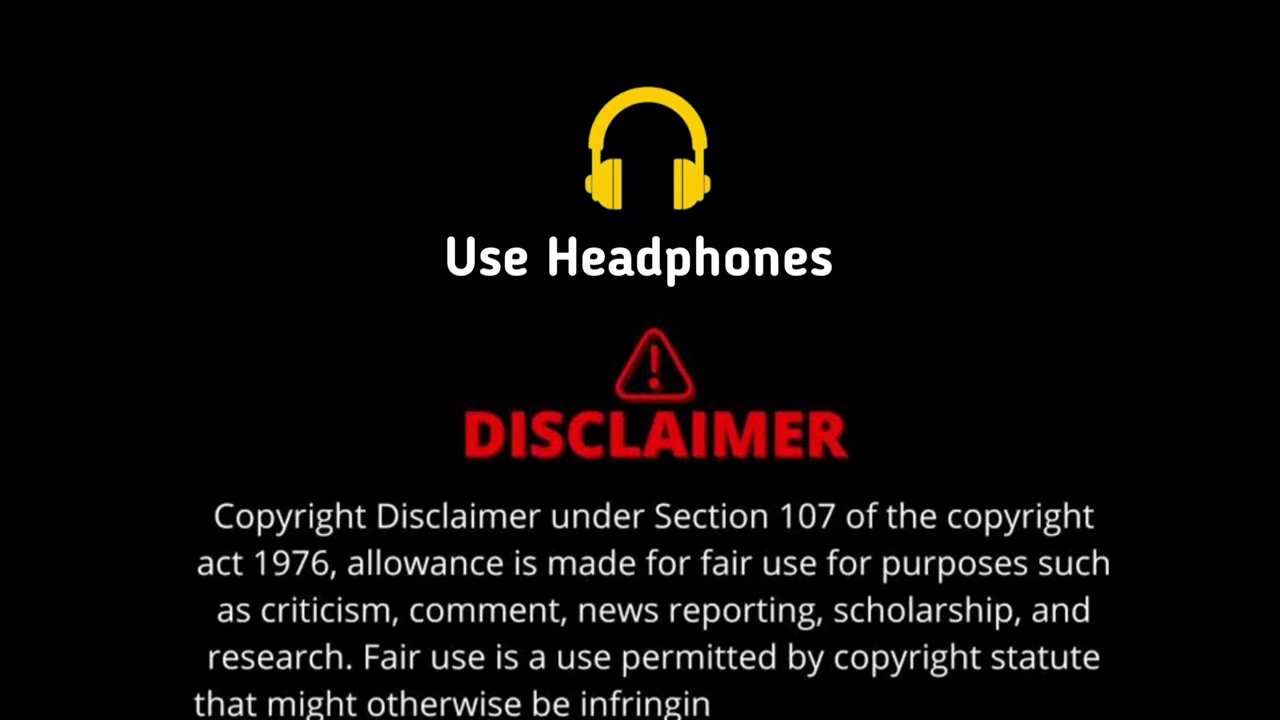 Use Headphones
DISCLAIMER
Copyright Disclaimer under Section 107 of the copyright
act 1976, allowance is made for fair use for purposes such
as criticism, comment, news reporting, scholarship, and
research. Fair use is a use permitted by copyright statute
that might otherwise be infringin